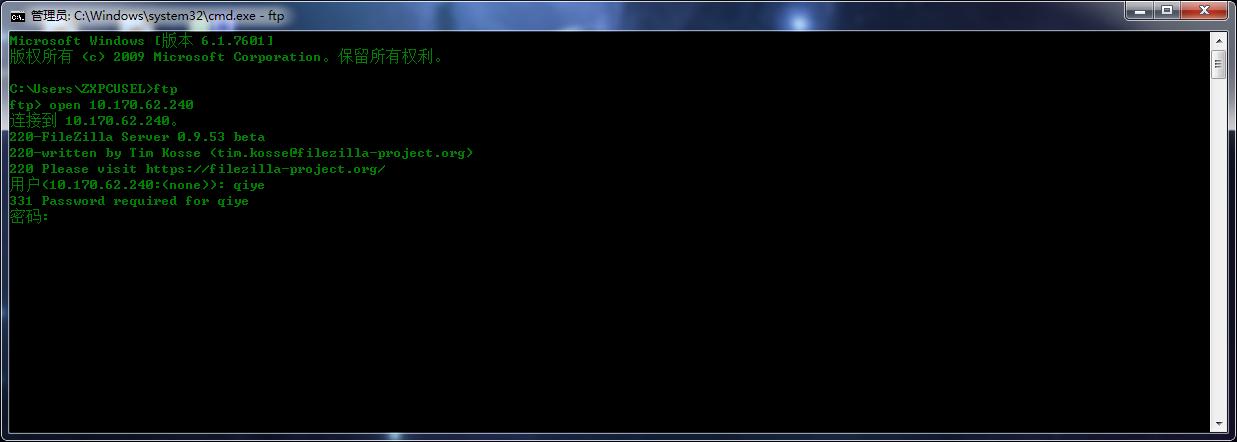 管理员: C:\Windows\system32\cmd.exe - ftp
Microsoft Windows [版本 6.1.7601]
版权所有 (c) 2009 Microsoft Corporation。保留所有权利。
C:\Users\ZXPCUSEL>ftp
ftp> open 10.170.62.240
连接到 10.170.62.240。
220-FileZilla Server 0.9.53 beta
220-written by Tim Kosse (tim.kosse@filezilla-project.org)
220 Please visit https://filezilla-project.org/
用户(10.170.62.240:(none)): qiye
331 Password required for qiye
密码: